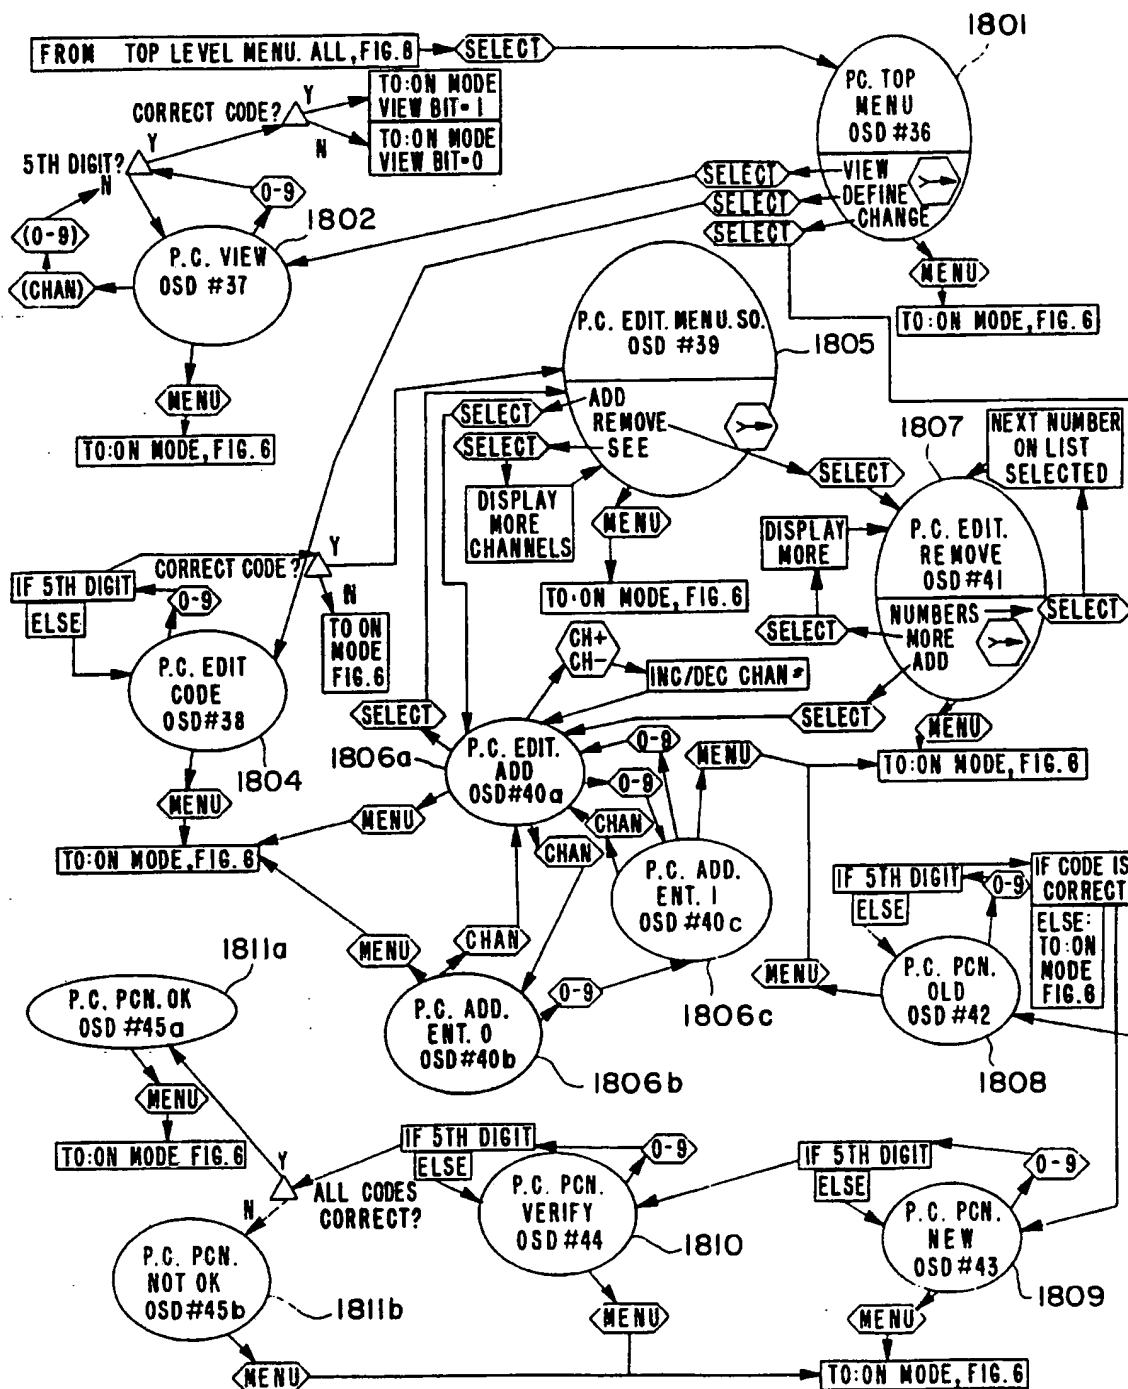 1801
FROM TOP LEVEL MENU. ALL, FIG. 8
SELECT
PC. TOP
MENU
OSD #36
VIEW
DEFINE
CHANGE
SELECT
SELECT
SELECT
MENU
TO:ON MODE, FIG. 6
CORRECT CODE?
Y
N
TO:ON MODE
VIEW BIT=1
TO:ON MODE
VIEW BIT=0
5TH DIGIT?
Y
N
0-9
(0-9)
(CHAN)
1802
P.C. VIEW
OSD #37
MENU
TO:ON MODE, FIG. 6
P.C. EDIT. MENU. SO.
OSD #39
1805
ADD
REMOVE
SEE
SELECT
SELECT
DISPLAY
MORE
CHANNELS
MENU
TO:ON MODE, FIG. 6
SELECT
1807
NEXT NUMBER
ON LIST
SELECTED
P.C. EDIT.
REMOVE
OSD #41
NUMBERS
MORE
ADD
SELECT
DISPLAY
MORE
SELECT
SELECT
MENU
TO:ON MODE, FIG. 6
IF 5TH DIGIT
ELSE
CORRECT CODE?
Y
N
0-9
TO ON
MODE
FIG. 6
P.C. EDIT
CODE
OSD#38
1804
MENU
TO:ON MODE, FIG. 6
CH+
CH-
INC/DEC CHAN #
SELECT
1806a
P.C. EDIT.
ADD
OSD#40a
0-9
0-9
MENU
MENU
CHAN
CHAN
P.C. ADD.
ENT. 1
OSD #40c
1806c
CHAN
MENU
0-9
P.C. ADD.
ENT. 0
OSD #40b
1806b
IF 5TH DIGIT
ELSE
0-9
IF CODE IS
CORRECT
ELSE:
TO:ON
MODE
FIG. 6
MENU
P.C. PCN.
OLD
OSD #42
1808
1811a
P.C. PCN. OK
OSD #45a
MENU
TO:ON MODE FIG. 6
Y
N
ALL CODES
CORRECT?
IF 5TH DIGIT
ELSE
0-9
P.C. PCN.
VERIFY
OSD #44
1810
MENU
IF 5TH DIGIT
ELSE
0-9
P.C. PCN.
NEW
OSD #43
1809
MENU
P.C. PCN.
NOT OK
OSD #45b
1811b
MENU
TO:ON MODE, FIG. 6